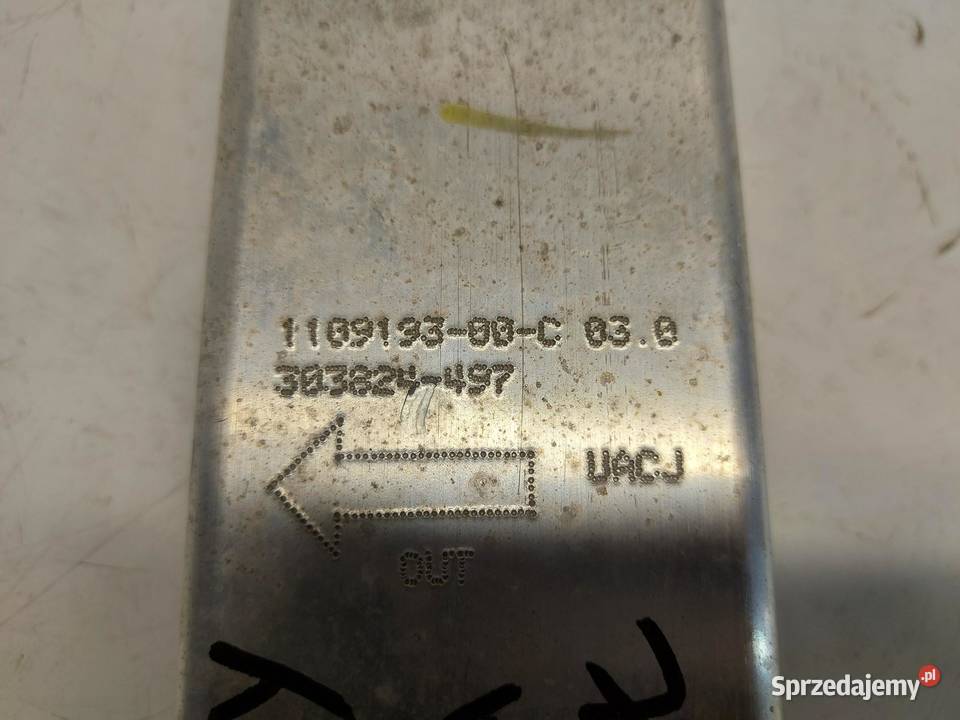 1109193-00-C 03.0
303824-497
UACJ
OUT
Sprzedajemy.pl